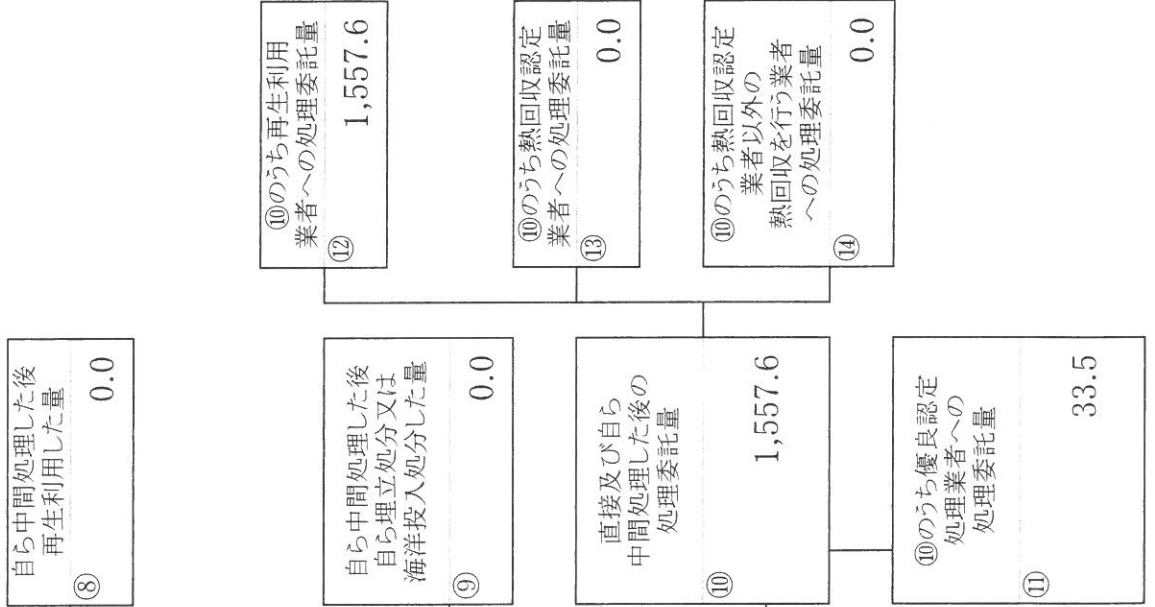 自ら中間処理した後
再生利用した量
⑧
0.0
自ら中間処理した後
自ら埋立処分又は
海洋投入処分した量
⑨
0.0
直接及び自ら
中間処理した後の
処理委託量
⑩
1,557.6
⑩のうち優良認定
処理業者への
処理委託量
⑪
33.5
⑩のうち再生利用
業者への処理委託量
⑫
1,557.6
⑩のうち熱回収認定
業者への処理委託量
⑬
0.0
⑩のうち熱回収認定
業者以外の
熱回収を行う業者
への処理委託量
⑭
0.0